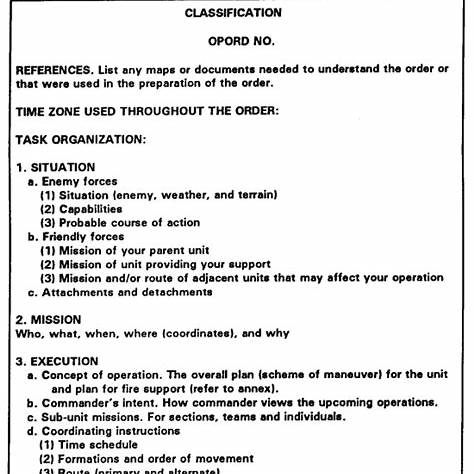 CLASSIFICATION
OPORD NO.
REFERENCES. List any maps or documents needed to understand the order or
that were used in the preparation of the order.
TIME ZONE USED THROUGHOUT THE ORDER:
TASK ORGANIZATION:
1. SITUATION
a. Enemy forces
(1) Situation (enemy, weather, and terrain)
(2) Capabilities
(3) Probable course of action
b. Friendly forces
(1) Mission of your parent unit
(2) Mission of unit providing your support
(3) Mission and/or route of adjacent units that may affect your operation
c. Attachments and detachments
2. MISSION
Who, what, when, where (coordinates), and why
3. EXECUTION
a. Concept of operation. The overall plan (scheme of maneuver) for the unit
and plan for fire support (refer to annex).
b. Commander's intent. How commander views the upcoming operations.
c. Sub-unit missions. For sections, teams and individuals.
d. Coordinating instructions
(1) Time schedule
(2) Formations and order of movement
(3) Route (primary and alternate)